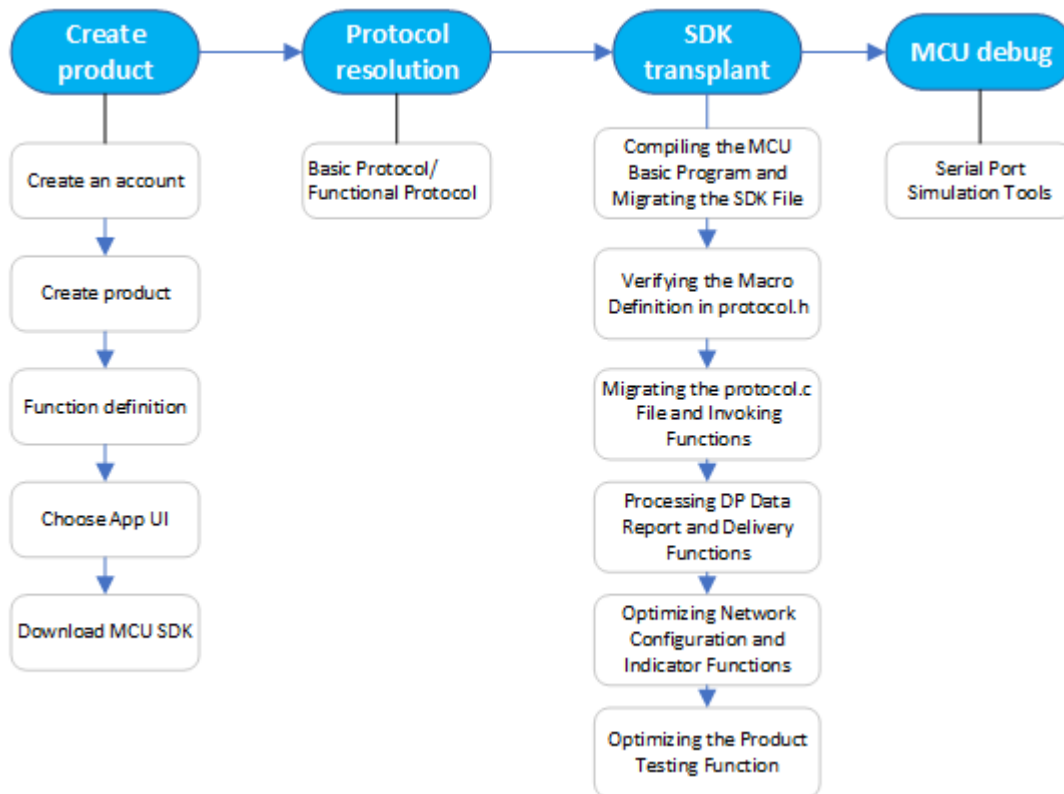 Create
product
Protocol
resolution
SDK
transplant
MCU debug
Create an account
Create product
Function definition
Choose App UI
Download MCU SDK
Basic Protocol/
Functional Protocol
Compiling the MCU
Basic Program and
Migrating the SDK File
Verifying the Macro
Definition in protocol.h
Migrating the protocol.c
File and Invoking
Functions
Processing DP Data
Report and Delivery
Functions
Optimizing Network
Configuration and
Indicator Functions
Optimizing the Product
Testing Function
Serial Port
Simulation Tools